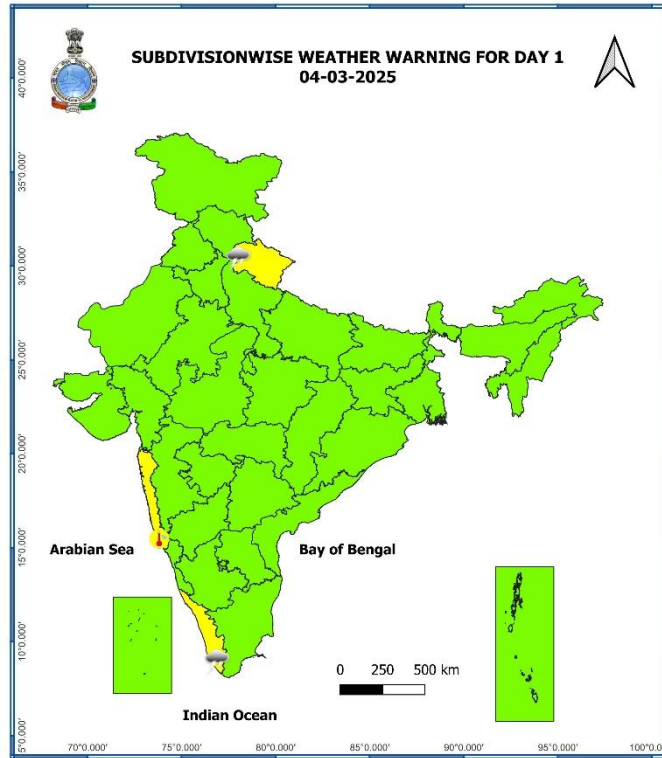 SUBDIVISIONWISE WEATHER WARNING FOR DAY 1
04-03-2025
40°0.000'
35°0.000'
30°0.000'
25°0.000'
20°0.000'
15°0.000'
10°0.000'
5°0.000'
Arabian Sea
Bay of Bengal
0 250 500 km
Indian Ocean
70°0.000' 75°0.000' 80°0.000' 85°0.000' 90°0.000' 95°0.000' 100°0.0